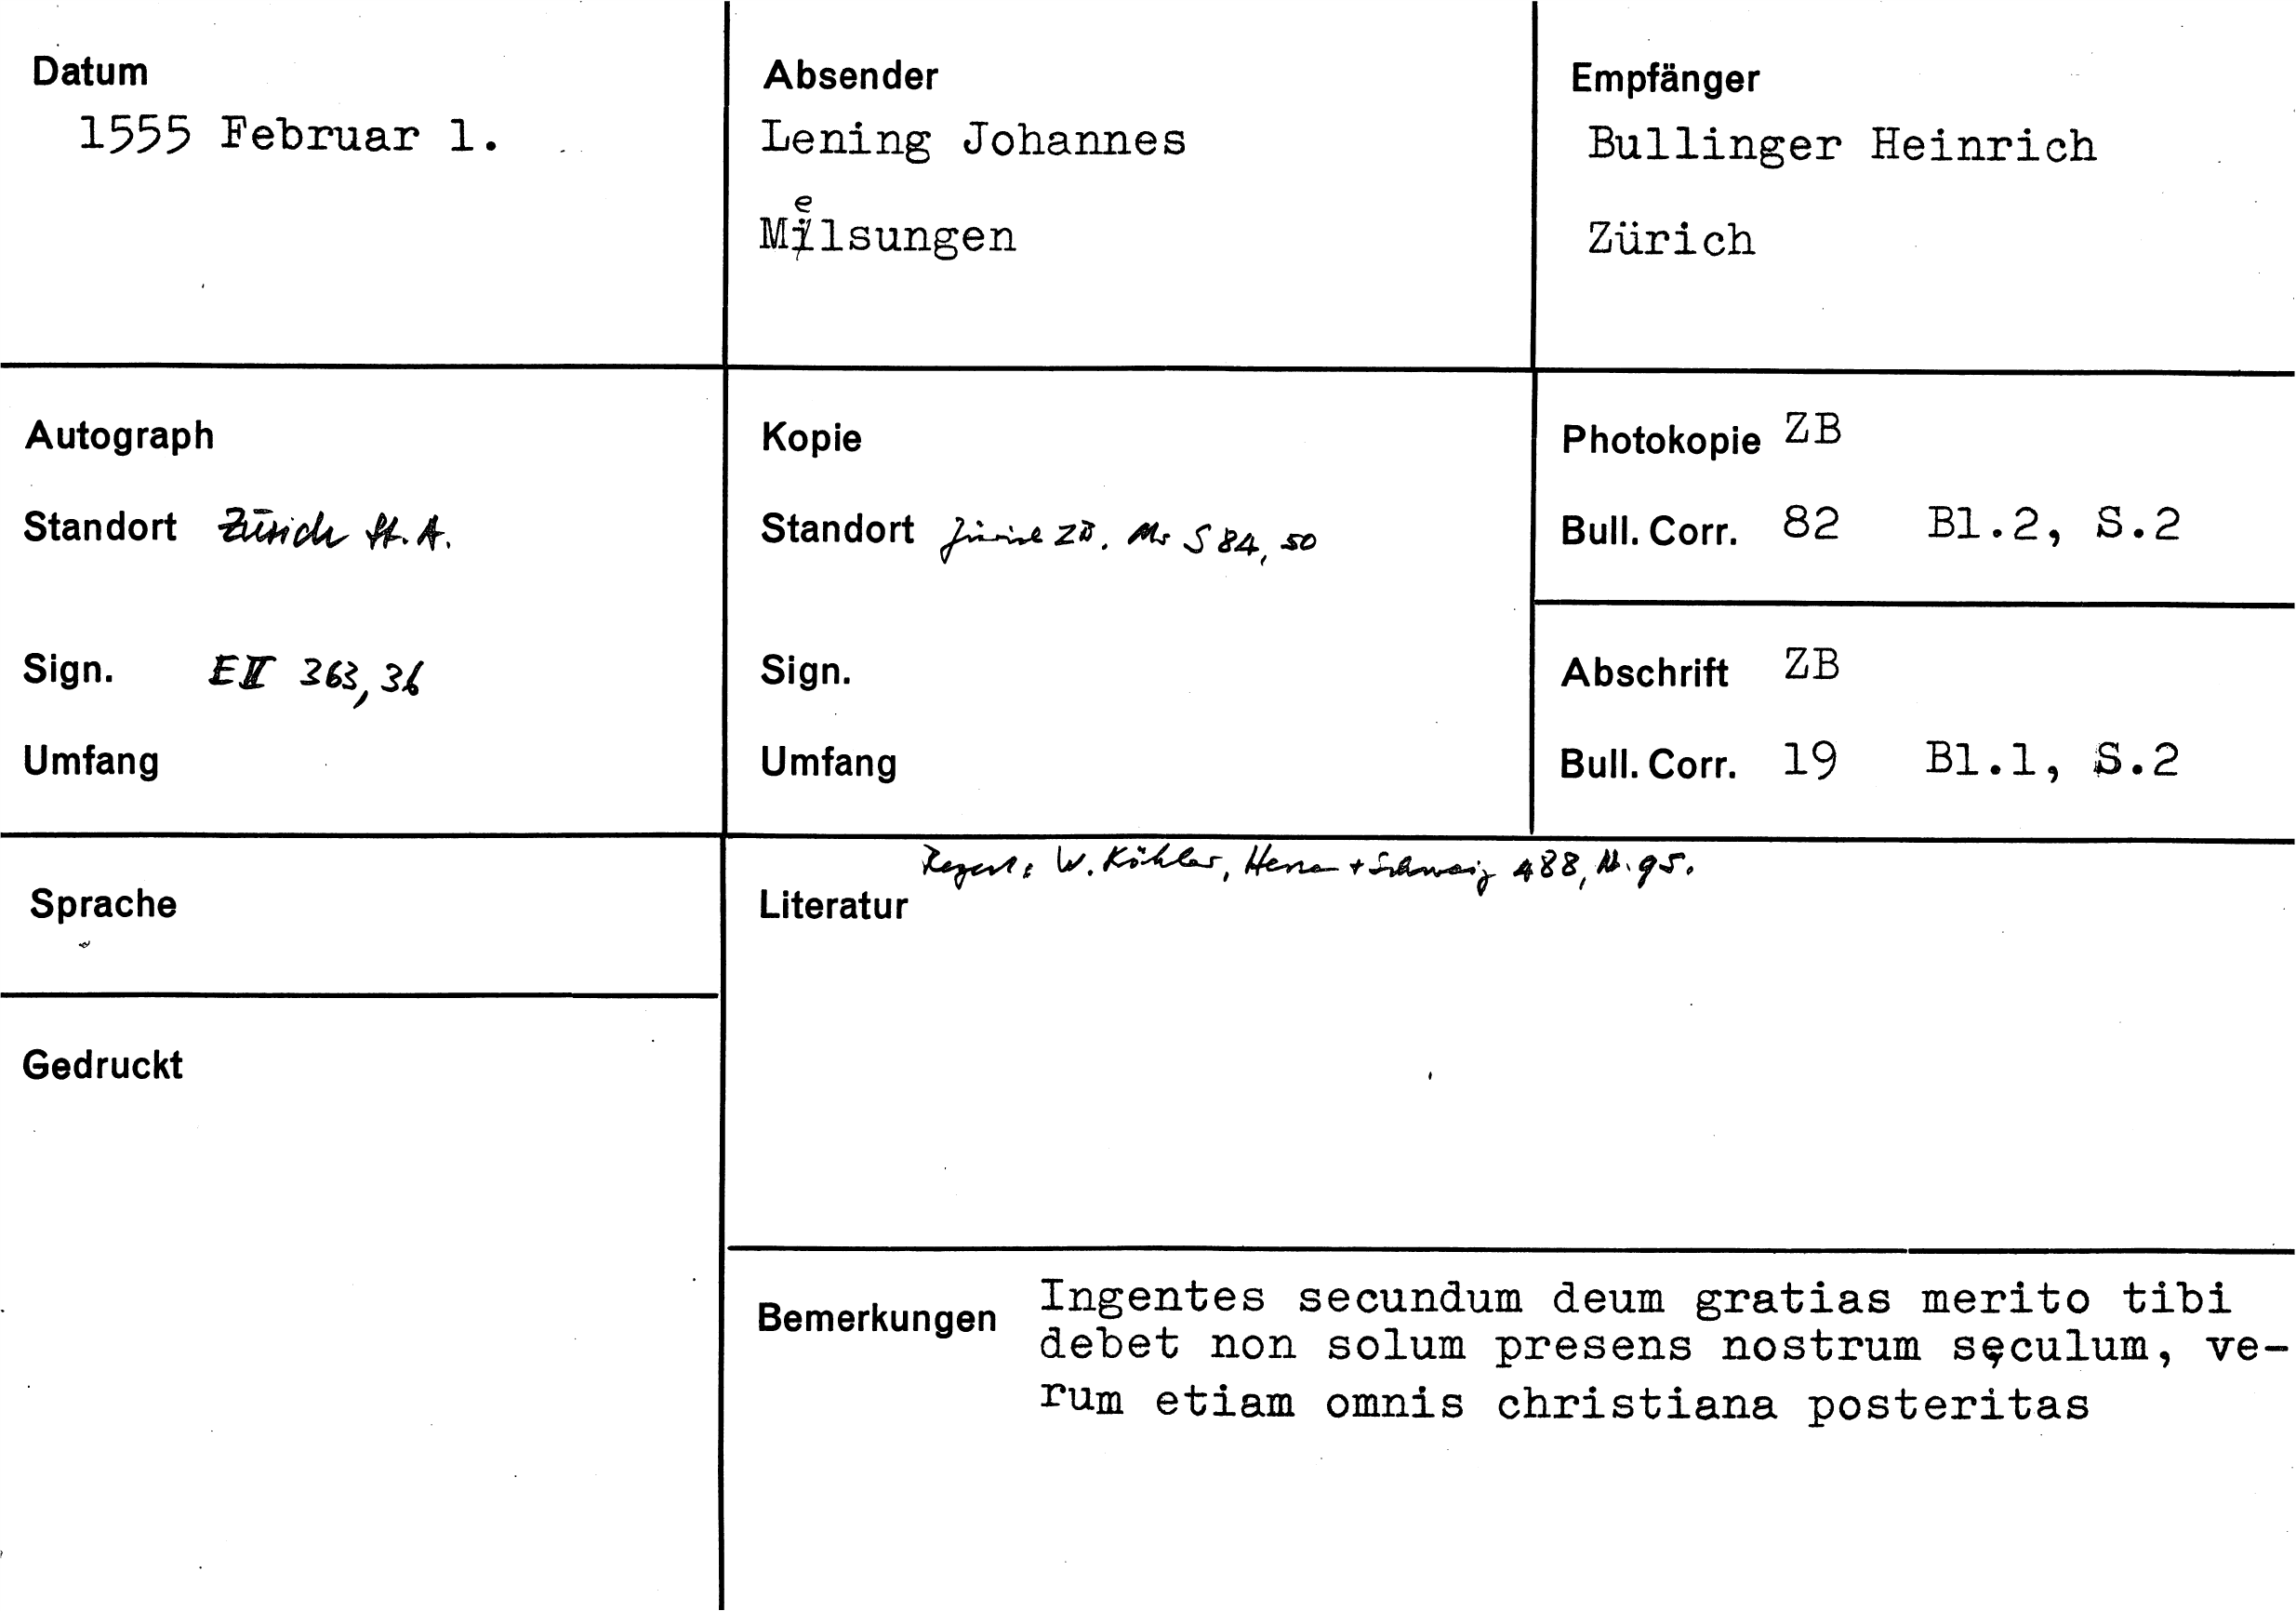 Datum
1555 Februar 1.
Absender
Lening Johannes
Melsungen
Empfänger
Bullinger Heinrich
Zürich
Autograph
Standort Zürich St. A.
Sign. E II 363, 36
Umfang
Kopie
Standort Zürich ZB. Ms S 84, 50
Sign.
Umfang
Photokopie ZB
Bull. Corr. 82 Bl.2, S.2
Abschrift ZB
Bull. Corr. 19 Bl.1, S.2
Sprache
Gedruckt
Regest: W. Köhler, Hessen + Schweiz 488, Nr. 95.
Literatur
Bemerkungen
Ingentes secundum deum gratias merito tibi
debet non solum presens nostrum sęculum, ve-
rum etiam omnis christiana posteritas